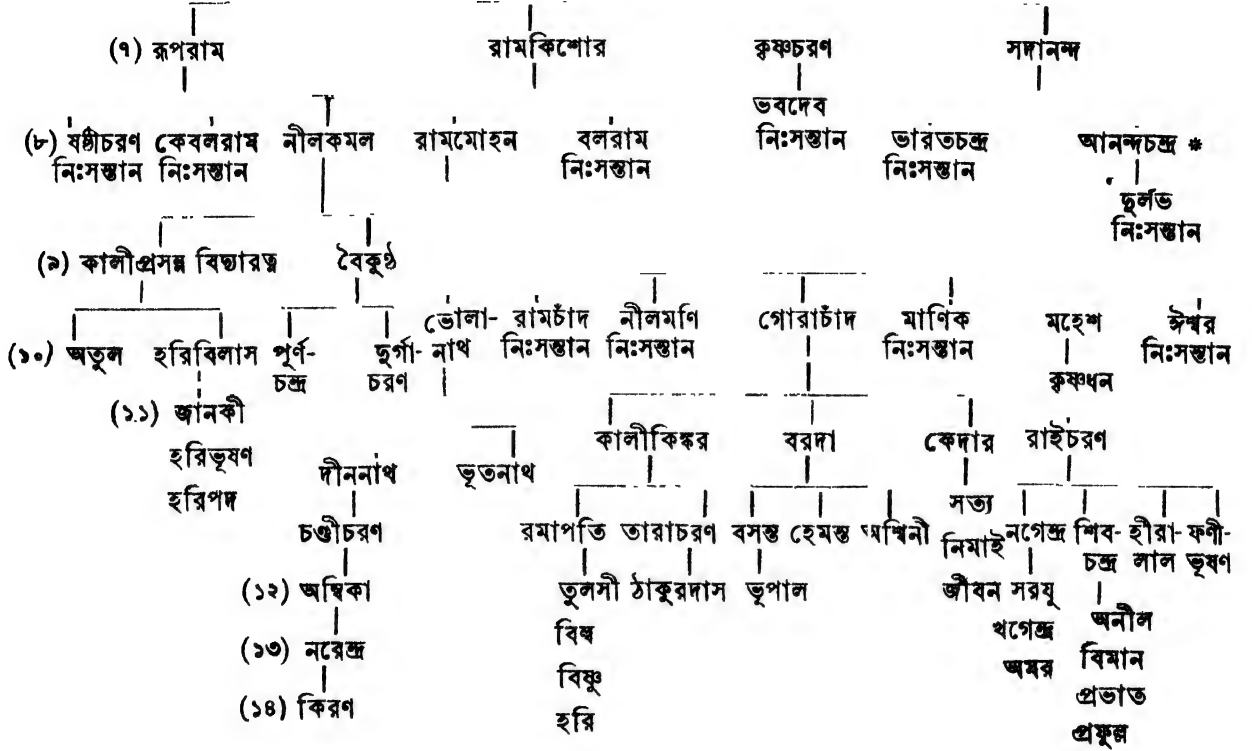 (৭) রূপরাম রামকিশোর কৃষ্ণচরণ সদানন্দ
ভবদেব
(৮) ষষ্ঠীচরণ কেবলরাম নীলকমল রামমোহন বলরাম নিঃসন্তান ভারতচন্দ্র আনন্দচন্দ্র *
নিঃসন্তান নিঃসন্তান নিঃসন্তান নিঃসন্তান
দুর্লভ
নিঃসন্তান
(৯) কালীপ্রসন্ন বিদ্যারত্ন বৈকুণ্ঠ
ভোলা- রামচাঁদ নীলমণি গোরাচাঁদ মাণিক মহেশ ঈশ্বর
(১০) অতুল হরিবিলাস পূর্ণ- দুর্গা- নাথ নিঃসন্তান নিঃসন্তান নিঃসন্তান নিঃসন্তান
চন্দ্র চরণ কৃষ্ণধন
(১১) জানকী
কালীকিঙ্কর বরদা কেদার রাইচরণ
হরিভূষণ
দীননাথ ভূতনাথ
হরিপদ সত্য
চণ্ডীচরণ রমাপতি তারাচরণ বসন্ত হেমন্ত অশ্বিনী নিমাই নগেন্দ্র শিব- হীরা- ফণী-
চন্দ্র লাল ভূষণ
(১২) অম্বিকা তুলসী ঠাকুরদাস ভূপাল জীবন সরযূ
বিল্ব খগেন্দ্র অনীল
(১৩) নরেন্দ্র অমর বিমান
বিষ্ণু প্রভাত
(১৪) কিরণ হরি প্রফুল্ল